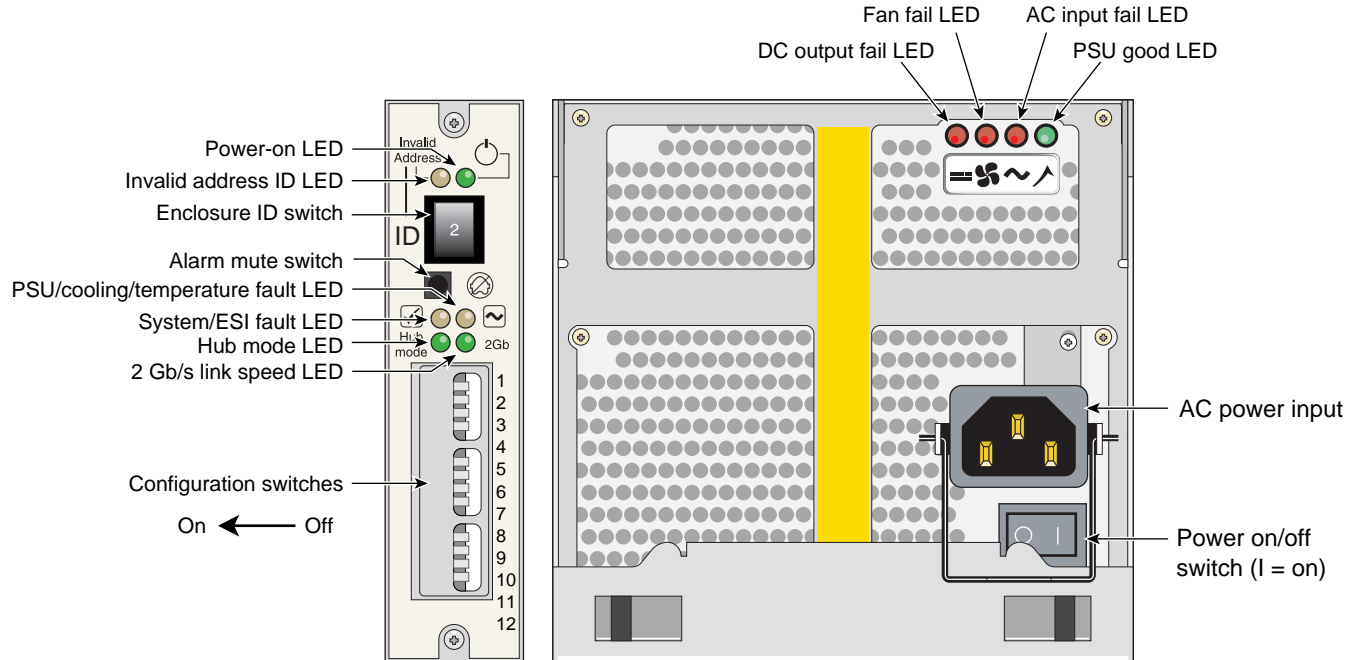 Fan fail LED
AC input fail LED
DC output fail LED
PSU good LED
Power-on LED
Invalid address ID LED
Enclosure ID switch
Alarm mute switch
PSU/cooling/temperature fault LED
System/ESI fault LED
Hub mode LED
2 Gb/s link speed LED
Configuration switches
On
Off
Invalid
Address
ID
2
Hub
mode
2Gb
1
2
3
4
5
6
7
8
9
10
11
12
AC power input
Power on/off
switch (I = on)